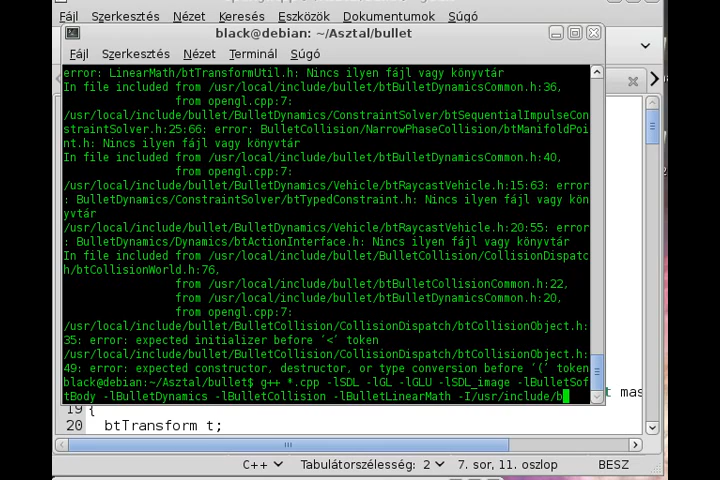 Fájl Szerkesztés Nézet Keresés Eszközök Dokumentumok Súgó
black@debian: ~/Asztal/bullet
Fájl Szerkesztés Nézet Terminál Súgó
error: LinearMath/btTransformUtil.h: Nincs ilyen fájl vagy könyvtár
In file included from /usr/local/include/bullet/btBulletDynamicsCommon.h:36,
from opengl.cpp:7:
/usr/local/include/bullet/BulletDynamics/ConstraintSolver/btSequentialImpulseCon
straintSolver.h:25:66: error: BulletCollision/NarrowPhaseCollision/btManifoldPoi
nt.h: Nincs ilyen fájl vagy könyvtár
In file included from /usr/local/include/bullet/btBulletDynamicsCommon.h:40,
from opengl.cpp:7:
/usr/local/include/bullet/BulletDynamics/Vehicle/btRaycastVehicle.h:15:63: error
: BulletDynamics/ConstraintSolver/btTypedConstraint.h: Nincs ilyen fájl vagy kön
yvtár
/usr/local/include/bullet/BulletDynamics/Vehicle/btRaycastVehicle.h:20:55: error
: BulletDynamics/Dynamics/btActionInterface.h: Nincs ilyen fájl vagy könyvtár
In file included from /usr/local/include/bullet/BulletCollision/CollisionDispatc
h/btCollisionWorld.h:76,
from /usr/local/include/bullet/btBulletCollisionCommon.h:22,
from /usr/local/include/bullet/btBulletDynamicsCommon.h:20,
from opengl.cpp:7:
/usr/local/include/bullet/BulletCollision/CollisionDispatch/btCollisionObject.h:
35: error: expected initializer before ‘<’ token
/usr/local/include/bullet/BulletCollision/CollisionDispatch/btCollisionObject.h:
49: error: expected constructor, destructor, or type conversion before ‘(’ token
black@debian:~/Asztal/bullet$ g++ *.cpp -lSDL -lGL -lGLU -lSDL_image -lBulletSof
tBody -lBulletDynamics -lBulletCollision -lBulletLinearMath -I/usr/include/b
t mas
19 {
20 btTransform t;
C++ Tabulátorszélesség: 2 7. sor, 11. oszlop BESZ